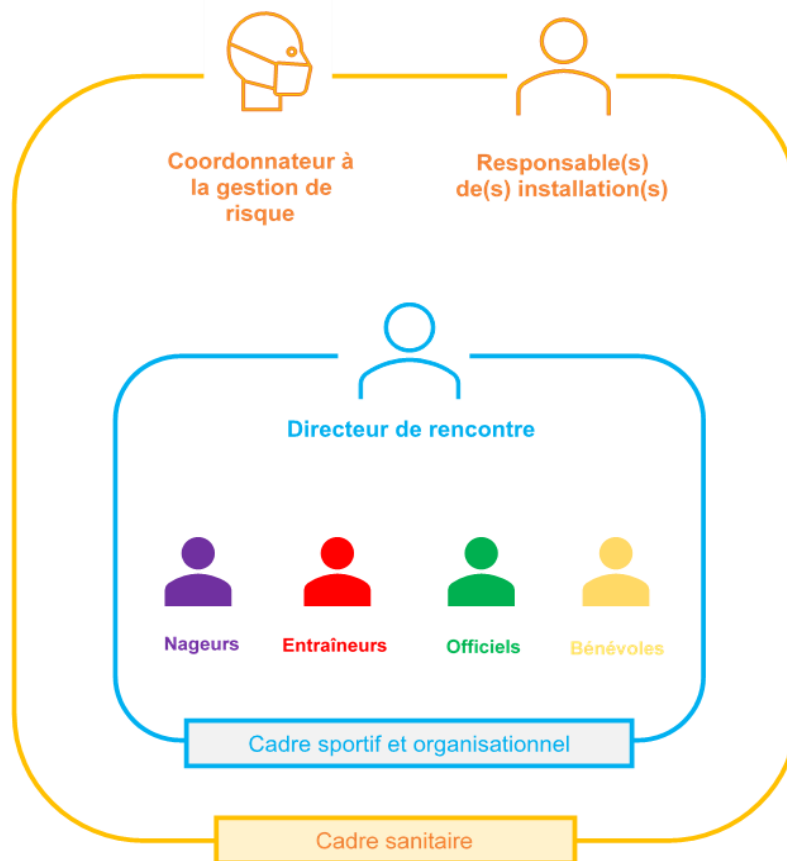 Coordonnateur à
la gestion de
risque
Responsable(s)
de(s) installation(s)
Directeur de rencontre
Nageurs
Entraîneurs
Officiels
Bénévoles
Cadre sportif et organisationnel
Cadre sanitaire